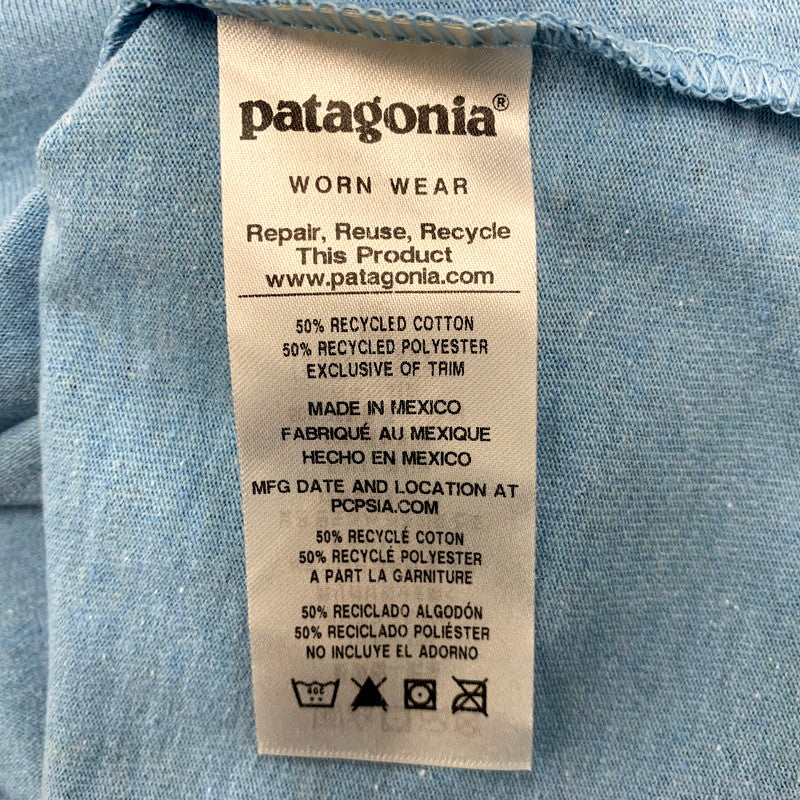 patagonia®
WORN WEAR
Repair, Reuse, Recycle
This Product
www.patagonia.com
50% RECYCLED COTTON
50% RECYCLED POLYESTER
EXCLUSIVE OF TRIM
MADE IN MEXICO
FABRIQUÉ AU MEXIQUE
HECHO EN MEXICO
MFG DATE AND LOCATION AT
PCPSIA.COM
50% RECYCLÉ COTON
50% RECYCLÉ POLYESTER
A PART LA GARNITURE
50% RECICLADO ALGODÓN
50% RECICLADO POLIÉSTER
NO INCLUYE EL ADORNO